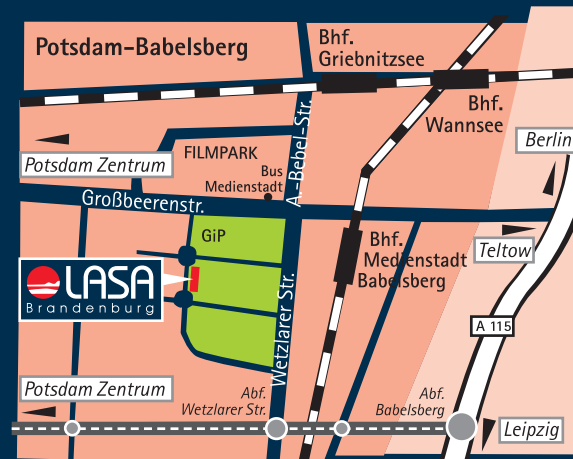 Potsdam-Babelsberg
Bhf.
Griebnitzsee
Bhf.
Wannsee
A.-Bebel-Str.
Berlin
FILMPARK
Potsdam Zentrum
Bus
Medienstadt
Großbeerenstr.
GiP
Bhf.
Medienstadt
Babelsberg
Teltow
LASA
Brandenburg
Wetzlarer Str.
A 115
Potsdam Zentrum
Abf.
Wetzlarer Str.
Abf.
Babelsberg
Leipzig